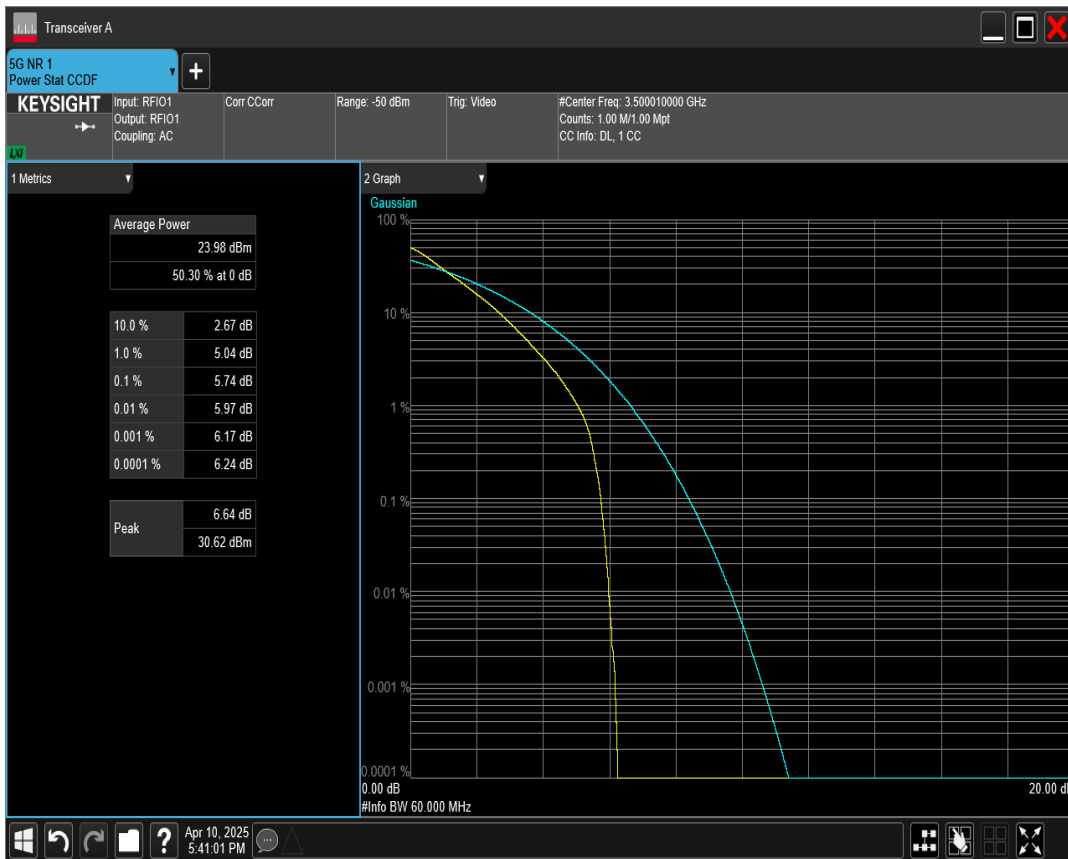 Transceiver A
5G NR 1
Power Stat CCDF
KEYSIGHT
LXI
Input: RFIO1
Output: RFIO1
Coupling: AC
Corr CCorr
Range: -50 dBm
Trig: Video
#Center Freq: 3.500010000 GHz
Counts: 1.00 M/1.00 Mpt
CC Info: DL, 1 CC
1 Metrics
Average Power
23.98 dBm
50.30 % at 0 dB
10.0 % 2.67 dB
1.0 % 5.04 dB
0.1 % 5.74 dB
0.01 % 5.97 dB
0.001 % 6.17 dB
0.0001 % 6.24 dB
Peak
6.64 dB
30.62 dBm
2 Graph
Gaussian
100 %
10 %
1 %
0.1 %
0.01 %
0.001 %
0.0001 %
0.00 dB 20.00 d
#Info BW 60.000 MHz
Apr 10, 2025
5:41:01 PM